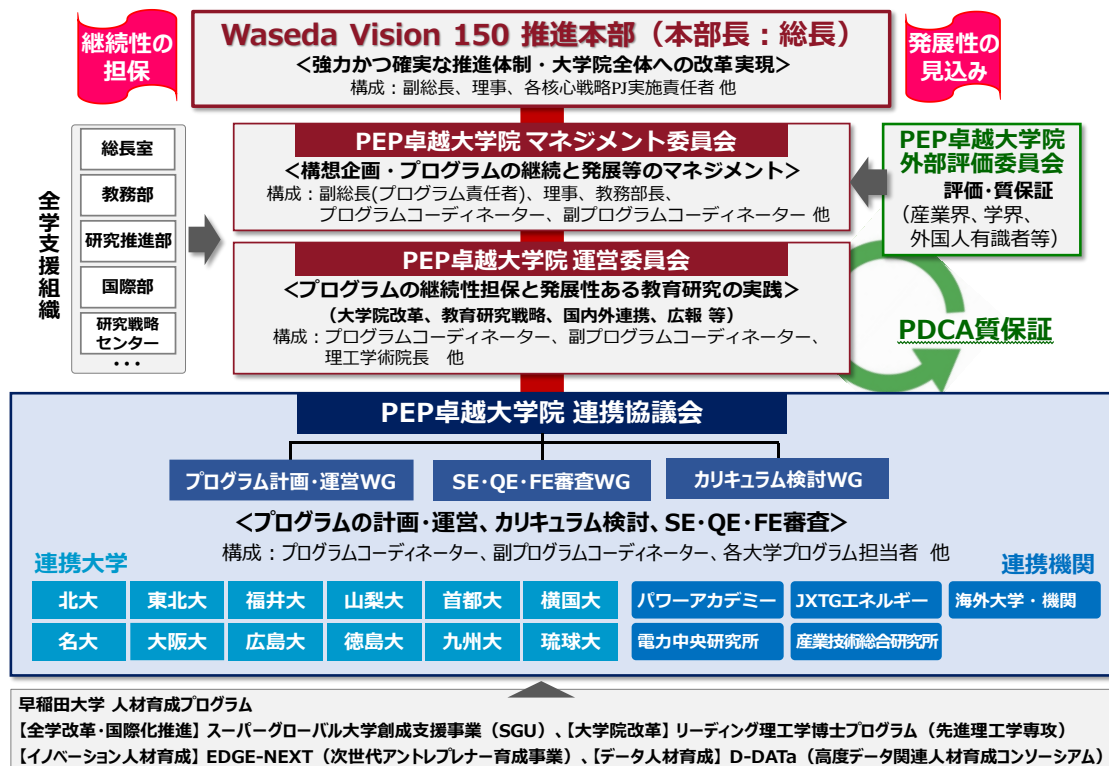 継続性の
担保
Waseda Vision 150 推進本部（本部長：総長）
＜強力かつ確実な推進体制・大学院全体への改革実現＞
構成：副総長、理事、各核心戦略PJ実施責任者 他
発展性の
見込み
全学支援組織
総長室
教務部
研究推進部
国際部
研究戦略
センター
・・・
PEP卓越大学院 マネジメント委員会
＜構想企画・プログラムの継続と発展等のマネジメント＞
構成：副総長(プログラム責任者)、理事、教務部長、
プログラムコーディネーター、副プログラムコーディネーター 他
PEP卓越大学院
外部評価委員会
評価・質保証
（産業界、学界、
外国人有識者等）
PEP卓越大学院 運営委員会
＜プログラムの継続性担保と発展性ある教育研究の実践＞
（大学院改革、教育研究戦略、国内外連携、広報 等）
構成：プログラムコーディネーター、副プログラムコーディネーター、
理工学術院長 他
PDCA質保証
PEP卓越大学院 連携協議会
プログラム計画・運営WG
SE・QE・FE審査WG
カリキュラム検討WG
＜プログラムの計画・運営、カリキュラム検討、SE・QE・FE審査＞
構成：プログラムコーディネーター、副プログラムコーディネーター、各大学プログラム担当者 他
連携大学
連携機関
北大 東北大 福井大 山梨大 首都大 横国大 パワーアカデミー JXTGエネルギー 海外大学・機関
名大 大阪大 広島大 徳島大 九州大 琉球大 電力中央研究所 産業技術総合研究所
早稲田大学 人材育成プログラム
【全学改革・国際化推進】スーパーグローバル大学創成支援事業（SGU）、【大学院改革】リーディング理工学博士プログラム（先進理工学専攻）
【イノベーション人材育成】EDGE-NEXT（次世代アントレプレナー育成事業）、【データ人材育成】D-DATa（高度データ関連人材育成コンソーシアム）